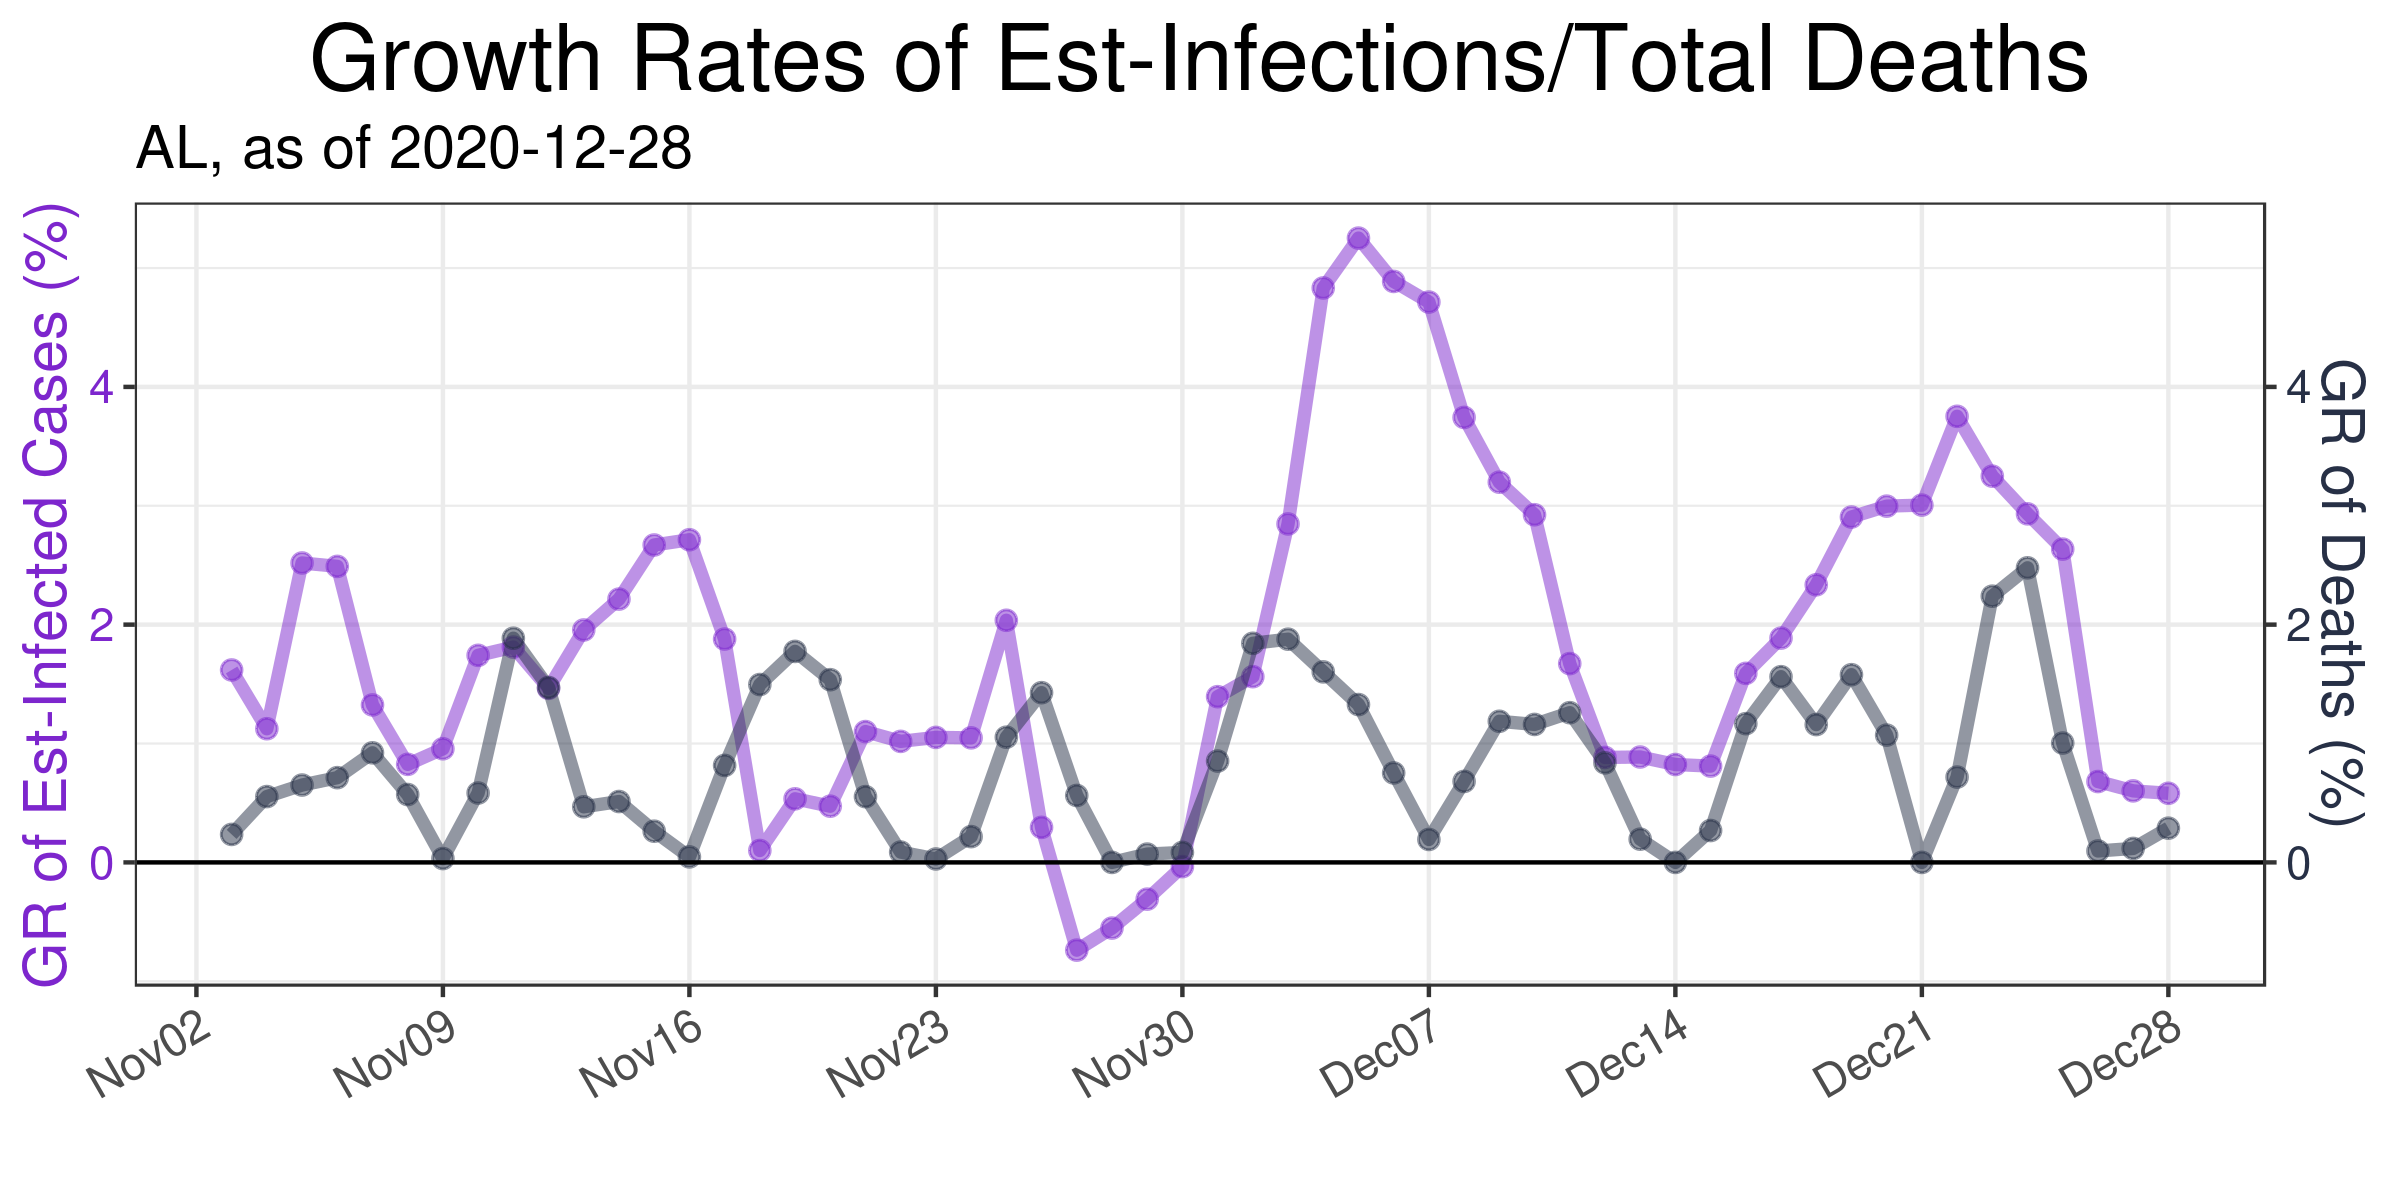 Growth Rates of Est-Infections/Total Deaths
AL, as of 2020-12-28
GR of Est-Infected Cases (%)
4
2
0
4
2
0
GR of Deaths (%)
Nov02
Nov09
Nov16
Nov23
Nov30
Dec07
Dec14
Dec21
Dec28